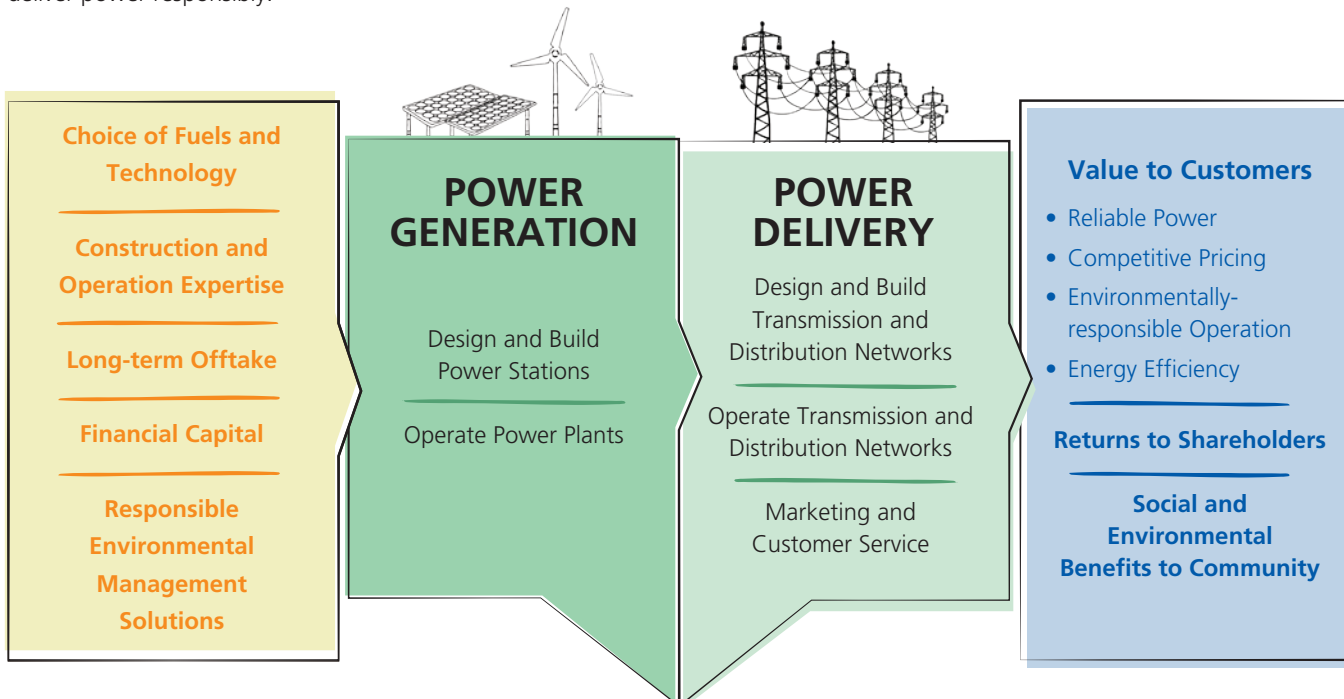 deliver power responsibly.
Choice of Fuels and
Technology
Construction and
Operation Expertise
Long-term Offtake
Financial Capital
Responsible
Environmental
Management
Solutions
POWER
GENERATION
Design and Build
Power Stations
Operate Power Plants
POWER
DELIVERY
Design and Build
Transmission and
Distribution Networks
Operate Transmission and
Distribution Networks
Marketing and
Customer Service
Value to Customers
• Reliable Power
• Competitive Pricing
• Environmentally-
responsible Operation
• Energy Efficiency
Returns to Shareholders
Social and
Environmental
Benefits to Community